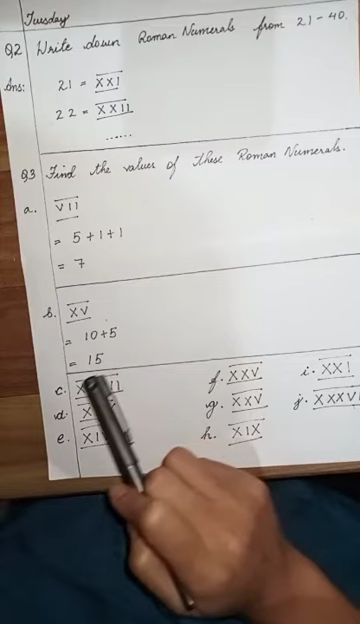 Tuesday
Q2 Write down Roman Numerals from 21-40.
Ans: 21 = XXI
22 = XXII
......
Q3 Find the values of these Roman Numerals.
a. VII
= 5+1+1
= 7
b. XV
= 10+5
= 15
c. f. XXV i. XXI
d. g. XXV j. XXXVI
e. h. XIX